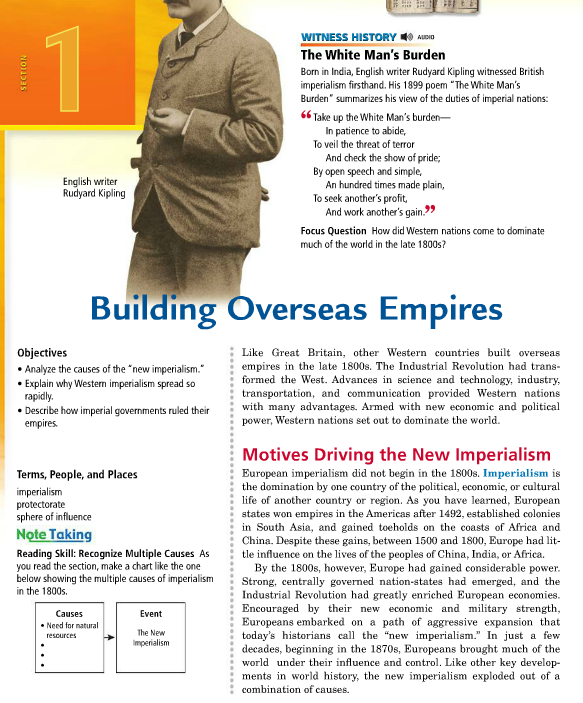 SECTION
1
WITNESS HISTORY AUDIO
The White Man's Burden
Born in India, English writer Rudyard Kipling witnessed British
imperialism firsthand. His 1899 poem “The White Man's
Burden” summarizes his view of the duties of imperial nations:
“Take up the White Man's burden—
In patience to abide,
To veil the threat of terror
And check the show of pride;
By open speech and simple,
An hundred times made plain,
To seek another's profit,
And work another's gain.”
Focus Question How did Western nations come to dominate
much of the world in the late 1800s?
English writer
Rudyard Kipling
Building Overseas Empires
Objectives
• Analyze the causes of the “new imperialism.”
• Explain why Western imperialism spread so
rapidly.
• Describe how imperial governments ruled their
empires.
Terms, People, and Places
imperialism
protectorate
sphere of influence
Note Taking
Reading Skill: Recognize Multiple Causes As
you read the section, make a chart like the one
below showing the multiple causes of imperialism
in the 1800s.
Causes
• Need for natural
resources
•
•
•
Event
The New
Imperialism
Like Great Britain, other Western countries built overseas
empires in the late 1800s. The Industrial Revolution had trans-
formed the West. Advances in science and technology, industry,
transportation, and communication provided Western nations
with many advantages. Armed with new economic and political
power, Western nations set out to dominate the world.
Motives Driving the New Imperialism
European imperialism did not begin in the 1800s. Imperialism is
the domination by one country of the political, economic, or cultural
life of another country or region. As you have learned, European
states won empires in the Americas after 1492, established colonies
in South Asia, and gained toeholds on the coasts of Africa and
China. Despite these gains, between 1500 and 1800, Europe had lit-
tle influence on the lives of the peoples of China, India, or Africa.
By the 1800s, however, Europe had gained considerable power.
Strong, centrally governed nation-states had emerged, and the
Industrial Revolution had greatly enriched European economies.
Encouraged by their new economic and military strength,
Europeans embarked on a path of aggressive expansion that
today's historians call the “new imperialism.” In just a few
decades, beginning in the 1870s, Europeans brought much of the
world under their influence and control. Like other key develop-
ments in world history, the new imperialism exploded out of a
combination of causes.